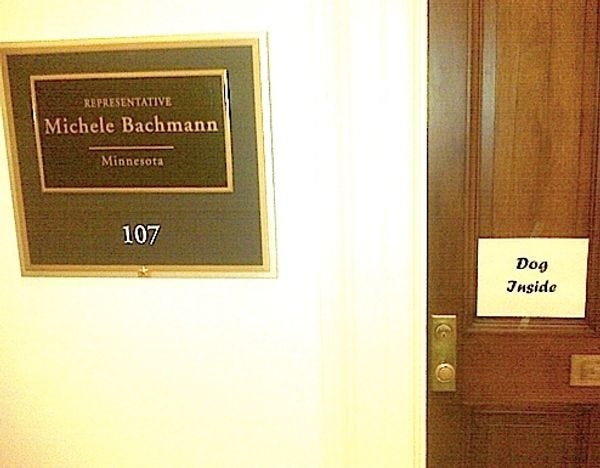 REPRESENTATIVE
Michele Bachmann
Minnesota
107
Dog
Inside